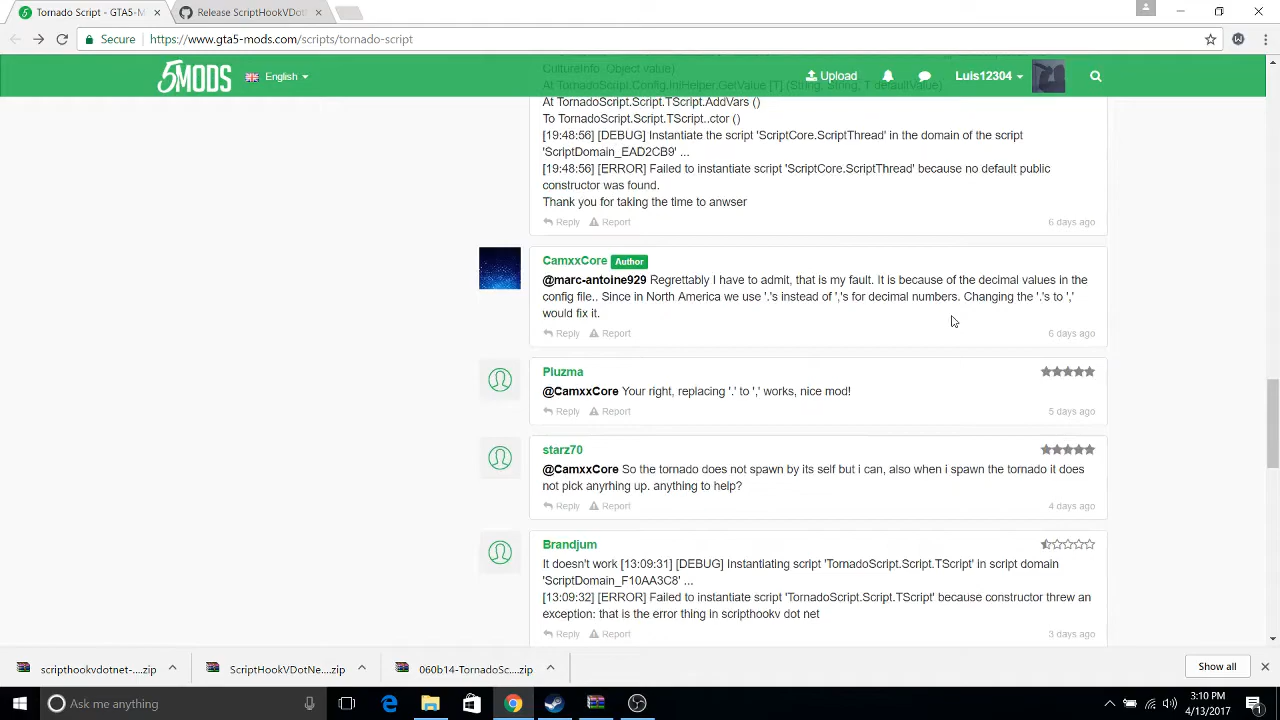 Tornado Script - GTA5-M
Release ScriptHookVDot
Secure https://www.gta5-mods.com/scripts/tornado-script
5MODS English Upload Luis12304
CultureInfo, Object value)
At TornadoScript.Config.IniHelper.GetValue [T] (String, String, T defaultValue)
At TornadoScript.Script.TScript.AddVars ()
To TornadoScript.Script.TScript..ctor ()
[19:48:56] [DEBUG] Instantiate the script 'ScriptCore.ScriptThread' in the domain of the script
'ScriptDomain_EAD2CB9' ...
[19:48:56] [ERROR] Failed to instantiate script 'ScriptCore.ScriptThread' because no default public
constructor was found.
Thank you for taking the time to anwser
Reply Report 6 days ago
CamxxCore Author
@marc-antoine929 Regrettably I have to admit, that is my fault. It is because of the decimal values in the
config file.. Since in North America we use '.'s instead of ','s for decimal numbers. Changing the '.'s to ','
would fix it.
Reply Report 6 days ago
Pluzma
@CamxxCore Your right, replacing '.' to ',' works, nice mod!
Reply Report 5 days ago
starz70
@CamxxCore So the tornado does not spawn by its self but i can, also when i spawn the tornado it does
not pick anyrhing up. anything to help?
Reply Report 4 days ago
Brandjum
It doesn't work [13:09:31] [DEBUG] Instantiating script 'TornadoScript.Script.TScript' in script domain
'ScriptDomain_F10AA3C8' ...
[13:09:32] [ERROR] Failed to instantiate script 'TornadoScript.Script.TScript' because constructor threw an
exception: that is the error thing in scripthookv dot net
Reply Report 3 days ago
scripthookvdotnet-....zip ScriptHookVDotNe....zip 060b14-TornadoSc....zip Show all
Ask me anything
3:10 PM
4/13/2017